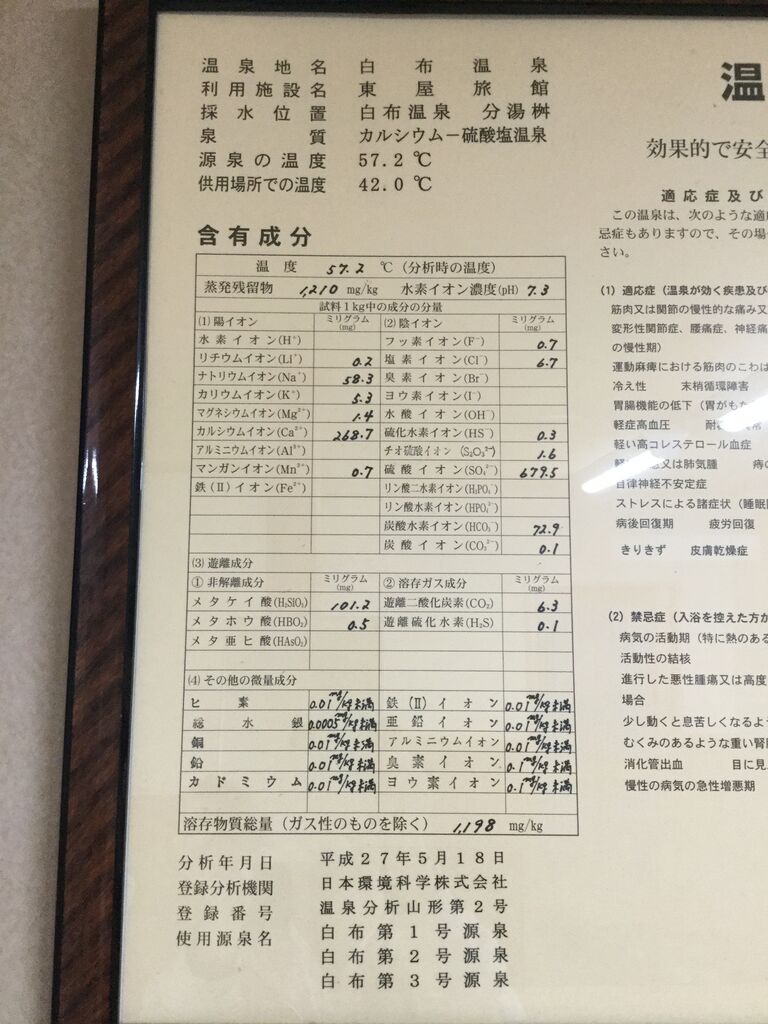 温泉地名 白布温泉
利用施設名 東屋旅館
採水位置 白布温泉 分湯桝
泉質 カルシウム－硫酸塩温泉
源泉の温度 57.2 ℃
供用場所での温度 42.0 ℃
含有成分
温度 57.2 ℃（分析時の温度）
蒸発残留物 1,210 mg/kg 水素イオン濃度(pH) 7.3
試料1kg中の成分の分量
(1) 陽イオン ミリグラム(mg) (2) 陰イオン ミリグラム(mg)
水素イオン(H⁺) フッ素イオン(F⁻) 0.7
リチウムイオン(Li⁺) 0.2 塩素イオン(Cl⁻) 6.7
ナトリウムイオン(Na⁺) 58.3 臭素イオン(Br⁻)
カリウムイオン(K⁺) 5.3 ヨウ素イオン(I⁻)
マグネシウムイオン(Mg²⁺) 1.4 水酸イオン(OH⁻)
カルシウムイオン(Ca²⁺) 268.7 硫化水素イオン(HS⁻) 0.3
アルミニウムイオン(Al³⁺) チオ硫酸イオン(S₂O₃²⁻) 1.6
マンガンイオン(Mn²⁺) 0.7 硫酸イオン(SO₄²⁻) 679.5
鉄(Ⅱ)イオン(Fe²⁺) リン酸二水素イオン(H₂PO₄⁻)
リン酸水素イオン(HPO₄²⁻)
炭酸水素イオン(HCO₃⁻) 72.9
炭酸イオン(CO₃²⁻) 0.1
(3) 遊離成分
① 非解離成分 ミリグラム(mg) ② 溶存ガス成分 ミリグラム(mg)
メタケイ酸(H₂SiO₃) 101.2 遊離二酸化炭素(CO₂) 6.3
メタホウ酸(HBO₂) 0.5 遊離硫化水素(H₂S) 0.1
メタ亜ヒ酸(HAsO₂)
(4) その他の微量成分
ヒ素 0.01mg/kg未満 鉄(Ⅱ)イオン 0.01mg/kg未満
総水銀 0.0005mg/kg未満 亜鉛イオン 0.01mg/kg未満
銅 0.01mg/kg未満 アルミニウムイオン 0.01mg/kg未満
鉛 0.01mg/kg未満 臭素イオン 0.1mg/kg未満
カドミウム 0.01mg/kg未満 ヨウ素イオン 0.1mg/kg未満
溶存物質総量（ガス性のものを除く） 1,198 mg/kg
分析年月日 平成27年5月18日
登録分析機関 日本環境科学株式会社
登録番号 温泉分析山形第2号
使用源泉名 白布第1号源泉
白布第2号源泉
白布第3号源泉
温
効果的で安全
適応症及び
この温泉は、次のような適
忌症もありますので、その場
さい。
(1) 適応症（温泉が効く疾患及び
筋肉又は関節の慢性的な痛み又
変形性関節症、腰痛症、神経痛
の慢性期）
運動麻痺における筋肉のこわば
冷え性 末梢循環障害
胃腸機能の低下（胃がもた
軽症高血圧
軽い高コレステロール血症
又は肺気腫 痔の
自律神経不安定症
ストレスによる諸症状（睡眠
病後回復期 疲労回復
きりきず 皮膚乾燥症
(2) 禁忌症（入浴を控えた方が
病気の活動期（特に熱のある
活動性の結核
進行した悪性腫瘍又は高度
場合
少し動くと息苦しくなるよ
むくみのあるような重い腎
消化管出血 目に見
慢性の病気の急性増悪期